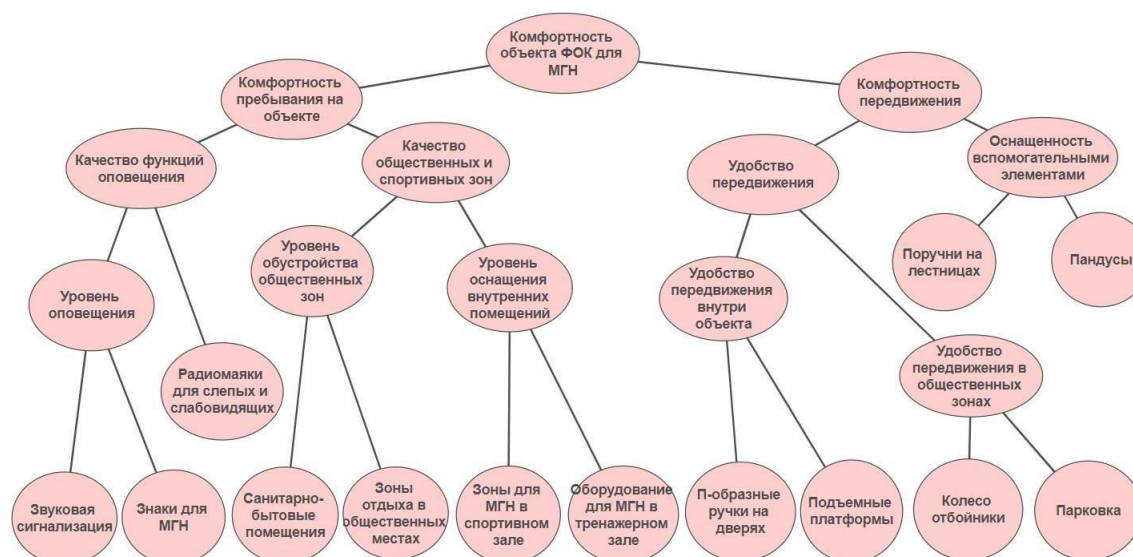 Комфортность
объекта ФОК для
МГН
Комфортность
пребывания на
объекте
Комфортность
передвижения
Качество функций
оповещения
Качество
общественных и
спортивных зон
Удобство
передвижения
Оснащенность
вспомогательными
элементами
Уровень
оповещения
Радиомаяки
для слепых и
слабовидящих
Уровень
обустройства
общественных
зон
Уровень
оснащения
внутренних
помещений
Удобство
передвижения
внутри
объекта
Удобство
передвижения в
общественных
зонах
Поручни на
лестницах
Пандусы
Звуковая
сигнализация
Знаки для
МГН
Санитарно-
бытовые
помещения
Зоны
отдыха в
общественных
местах
Зоны для
МГН в
спортивном
зале
Оборудование
для МГН в
тренажерном
зале
П-образные
ручки на
дверях
Подъемные
платформы
Колесо
отбойники
Парковка